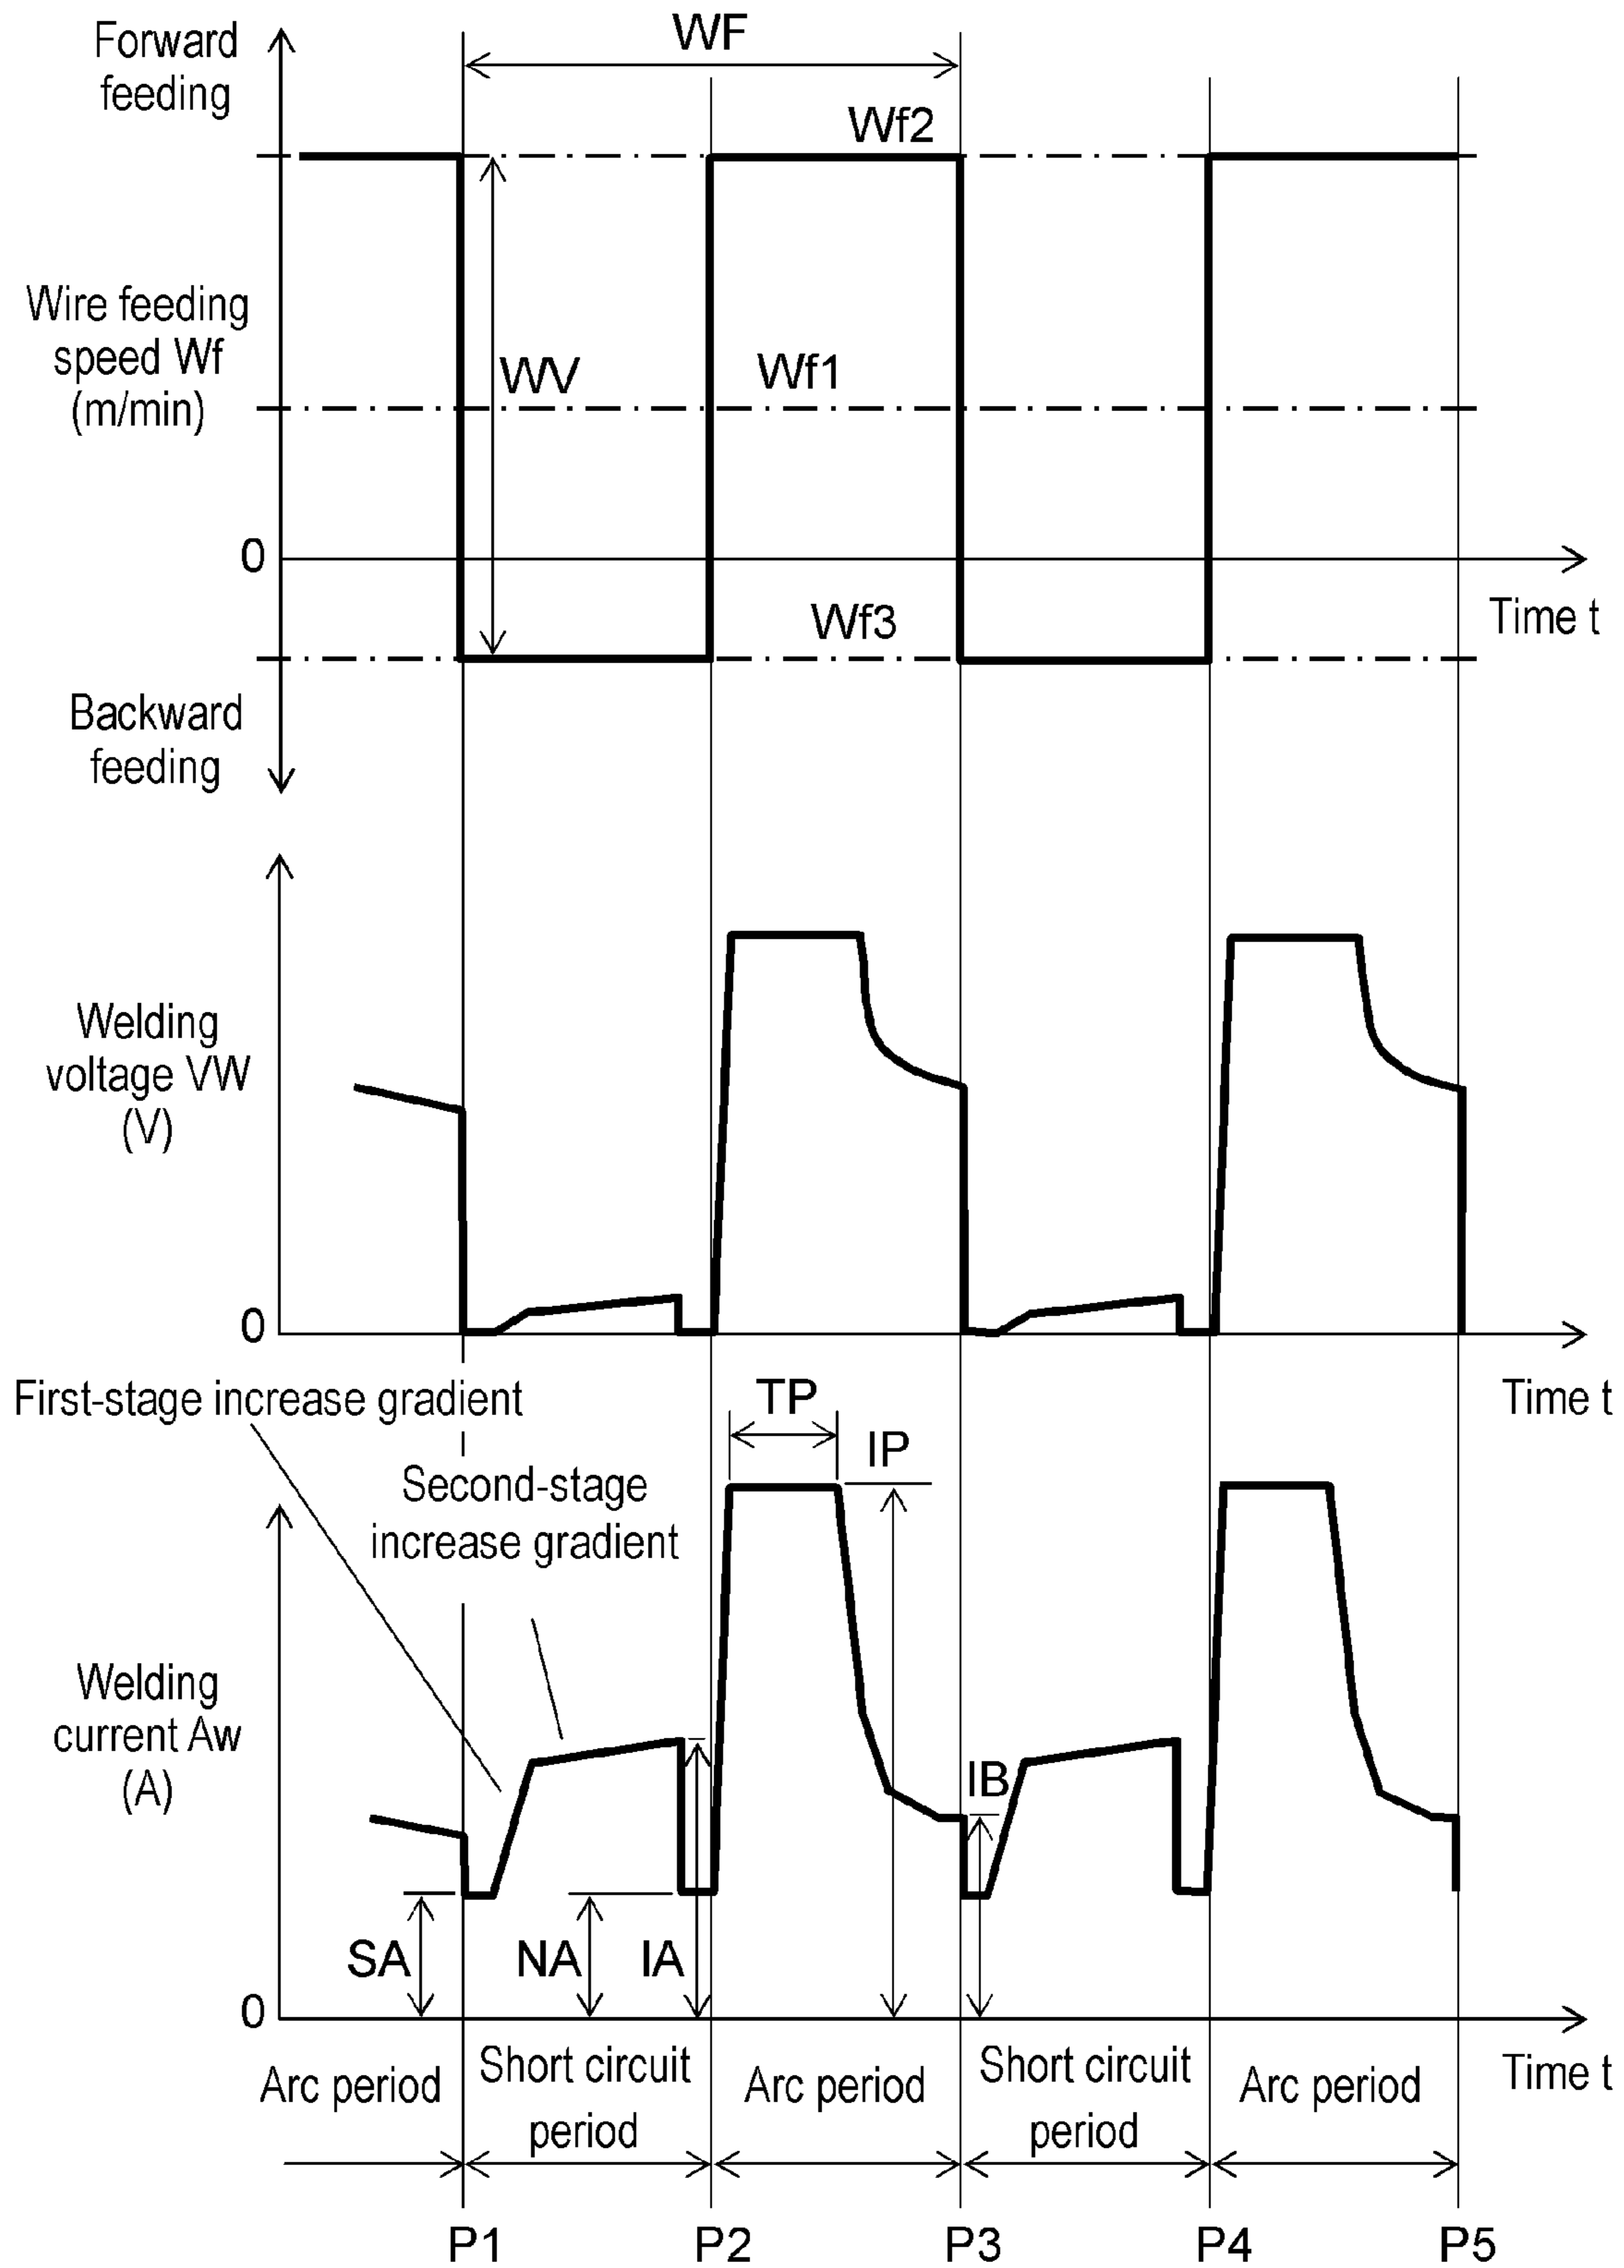 Forward
feeding
WF
Wf2
Wire feeding
speed Wf
(m/min)
WV
Wf1
0
Time t
Wf3
Backward
feeding
Welding
voltage VW
(V)
0
Time t
First-stage increase gradient
TP
IP
Second-stage
increase gradient
Welding
current Aw
(A)
IB
SA
NA
IA
0
Time t
Arc period
Short circuit
period
Arc period
Short circuit
period
Arc period
P1
P2
P3
P4
P5